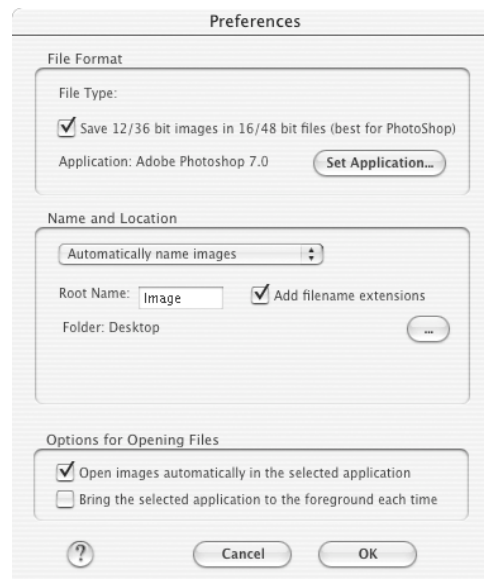 Preferences
File Format
File Type:
Save 12/36 bit images in 16/48 bit files (best for PhotoShop)
Application: Adobe Photoshop 7.0 Set Application...
Name and Location
Automatically name images
Root Name: Image Add filename extensions
Folder: Desktop ...
Options for Opening Files
Open images automatically in the selected application
Bring the selected application to the foreground each time
? Cancel OK